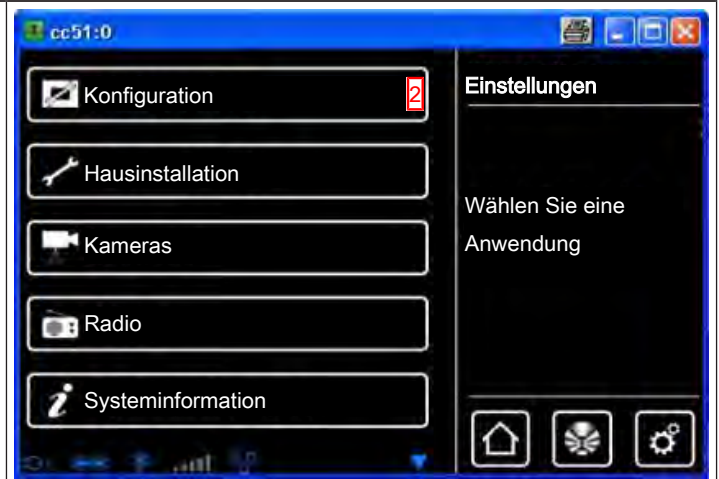 cc51:0
Konfiguration 2
Hausinstallation
Kameras
Radio
Systeminformation
Einstellungen
Wählen Sie eine
Anwendung